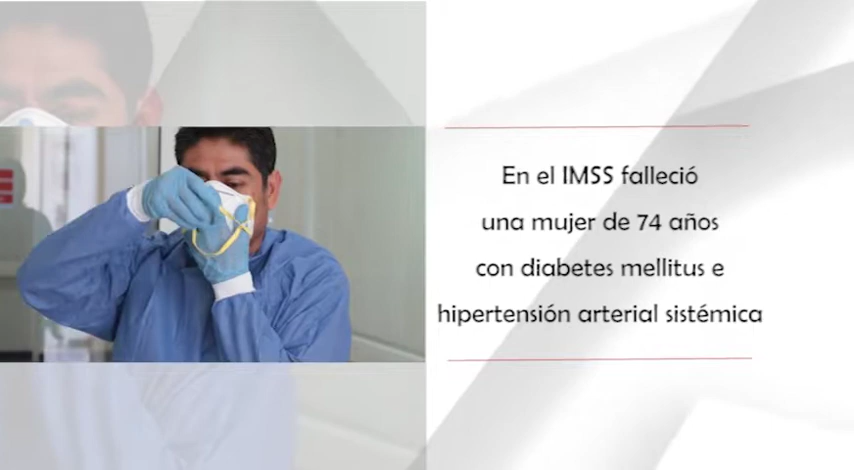 En el IMSS falleció
una mujer de 74 años
con diabetes mellitus e
hipertensión arterial sistémica